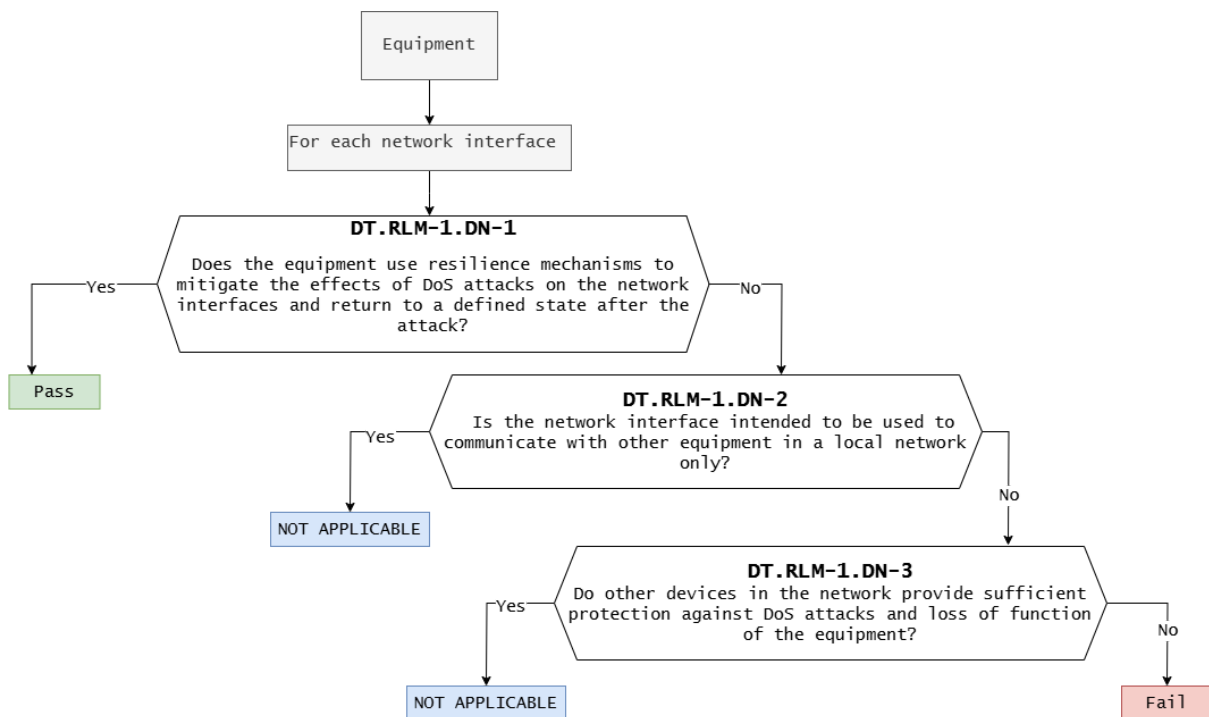 Equipment
For each network interface
DT.RLM-1.DN-1
Does the equipment use resilience mechanisms to
mitigate the effects of DoS attacks on the network
interfaces and return to a defined state after the
attack?
Yes
No
Pass
DT.RLM-1.DN-2
Is the network interface intended to be used to
communicate with other equipment in a local network
only?
Yes
No
NOT APPLICABLE
DT.RLM-1.DN-3
Do other devices in the network provide sufficient
protection against DoS attacks and loss of function
of the equipment?
Yes
No
NOT APPLICABLE
Fail